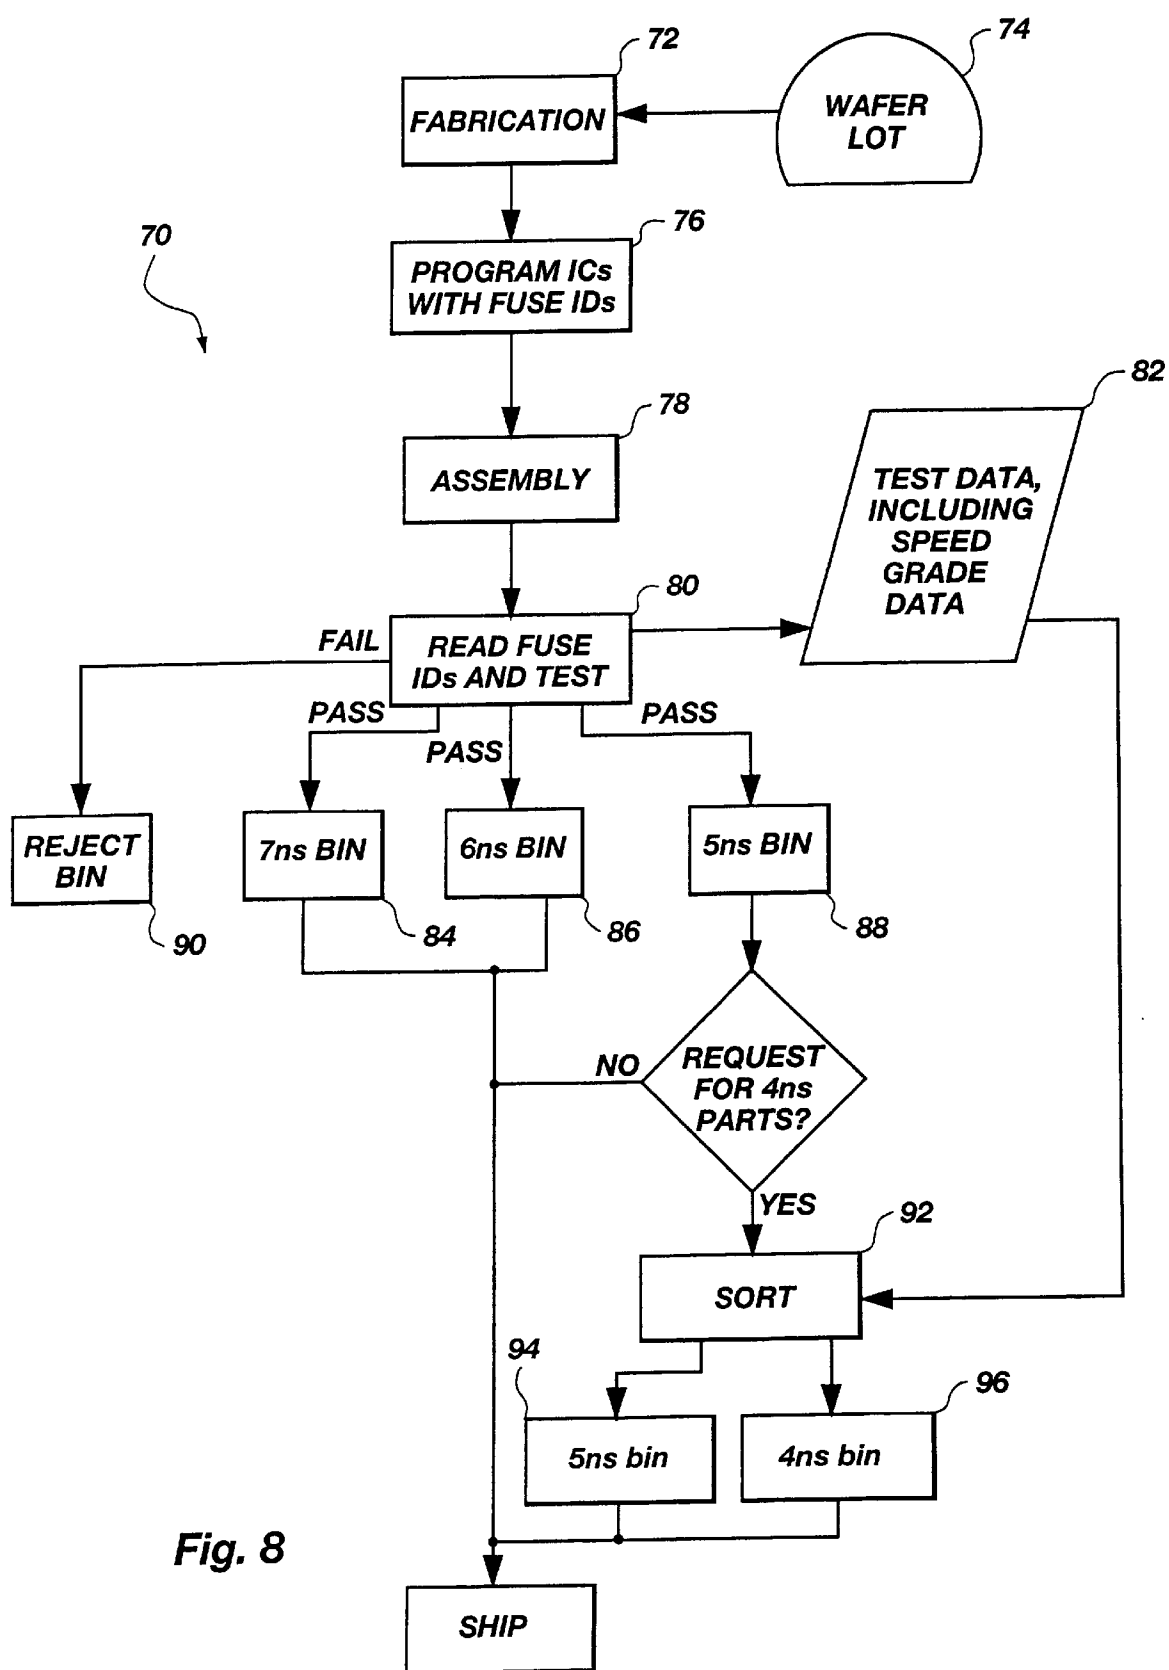 72
74
FABRICATION
WAFER
LOT
70
76
PROGRAM ICs
WITH FUSE IDs
78
82
ASSEMBLY
TEST DATA,
INCLUDING
SPEED
GRADE
DATA
80
FAIL
READ FUSE
IDs AND TEST
PASS
PASS
PASS
REJECT
BIN
7ns BIN
6ns BIN
5ns BIN
90
84
86
88
NO
REQUEST
FOR 4ns
PARTS?
YES
92
SORT
94
96
5ns bin
4ns bin
Fig. 8
SHIP